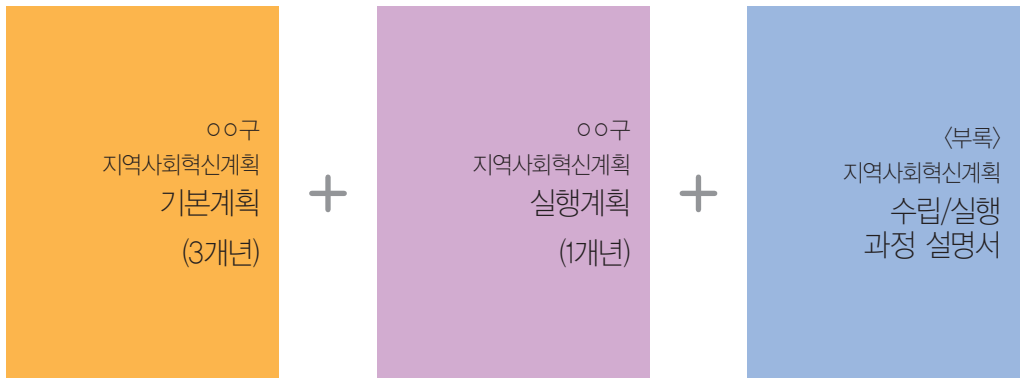 ㅇㅇ구
지역사회혁신계획
기본계획
(3개년)
+
ㅇㅇ구
지역사회혁신계획
실행계획
(1개년)
+
〈부록〉
지역사회혁신계획
수립/실행
과정 설명서